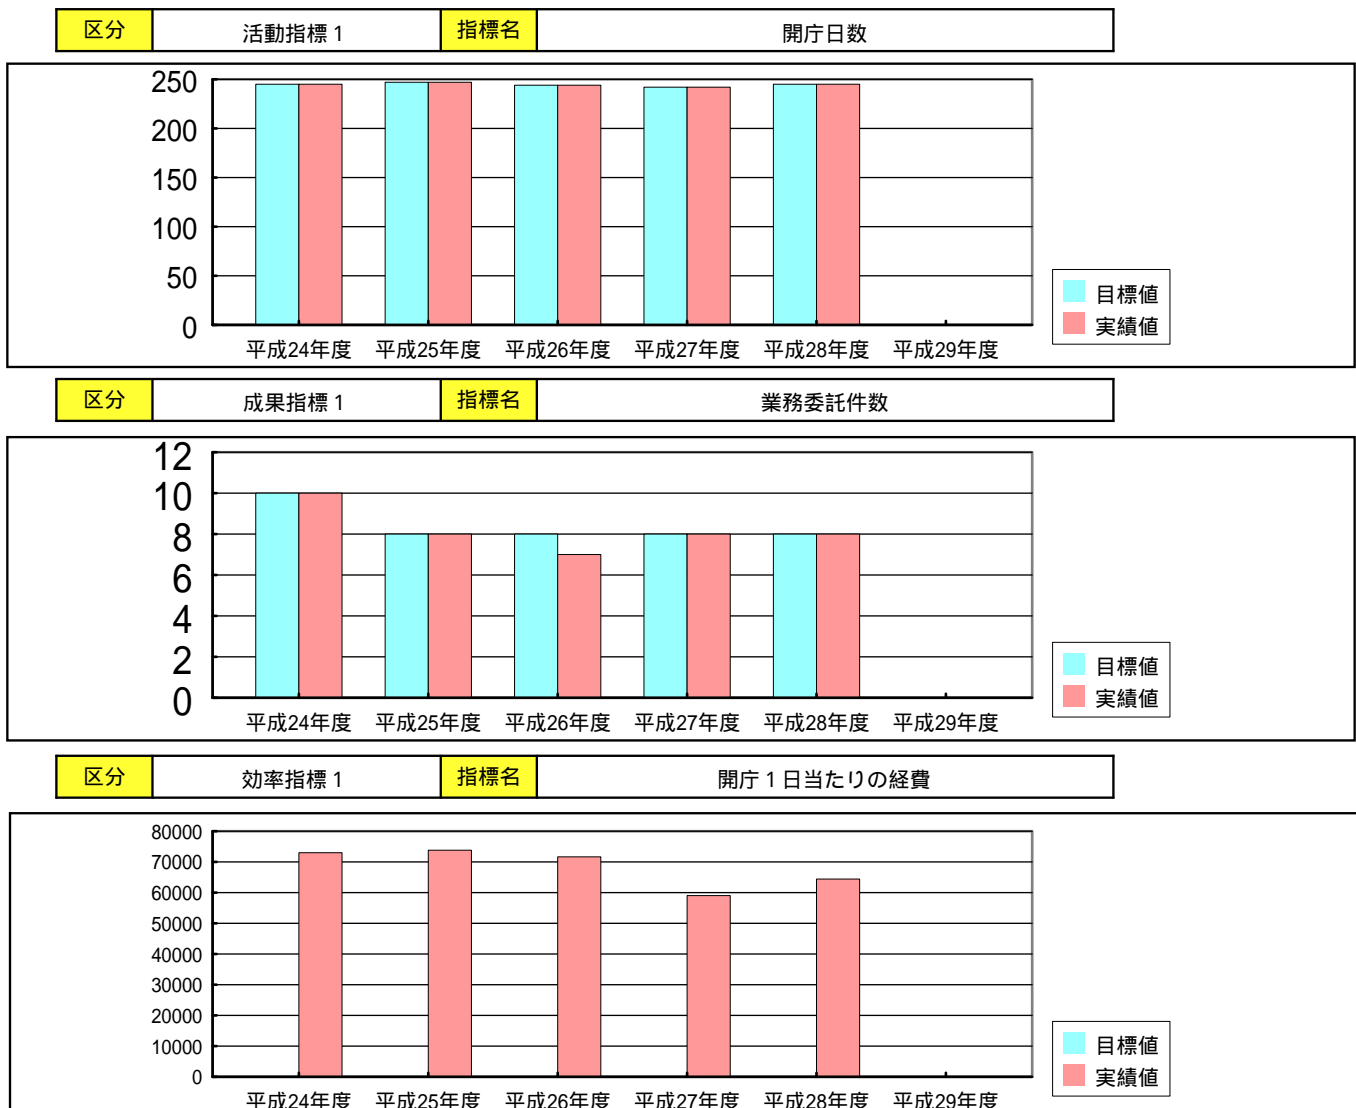 区分 活動指標1 指標名 開庁日数
250
200
150
100
50
0
平成24年度 平成25年度 平成26年度 平成27年度 平成28年度 平成29年度
目標値
実績値
区分 成果指標1 指標名 業務委託件数
12
10
8
6
4
2
0
平成24年度 平成25年度 平成26年度 平成27年度 平成28年度 平成29年度
目標値
実績値
区分 効率指標1 指標名 開庁1日当たりの経費
80000
70000
60000
50000
40000
30000
20000
10000
0
平成24年度 平成25年度 平成26年度 平成27年度 平成28年度 平成29年度
目標値
実績値